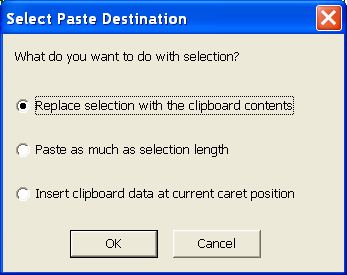 Select Paste Destination
What do you want to do with selection?
Replace selection with the clipboard contents
Paste as much as selection length
Insert clipboard data at current caret position
OK Cancel